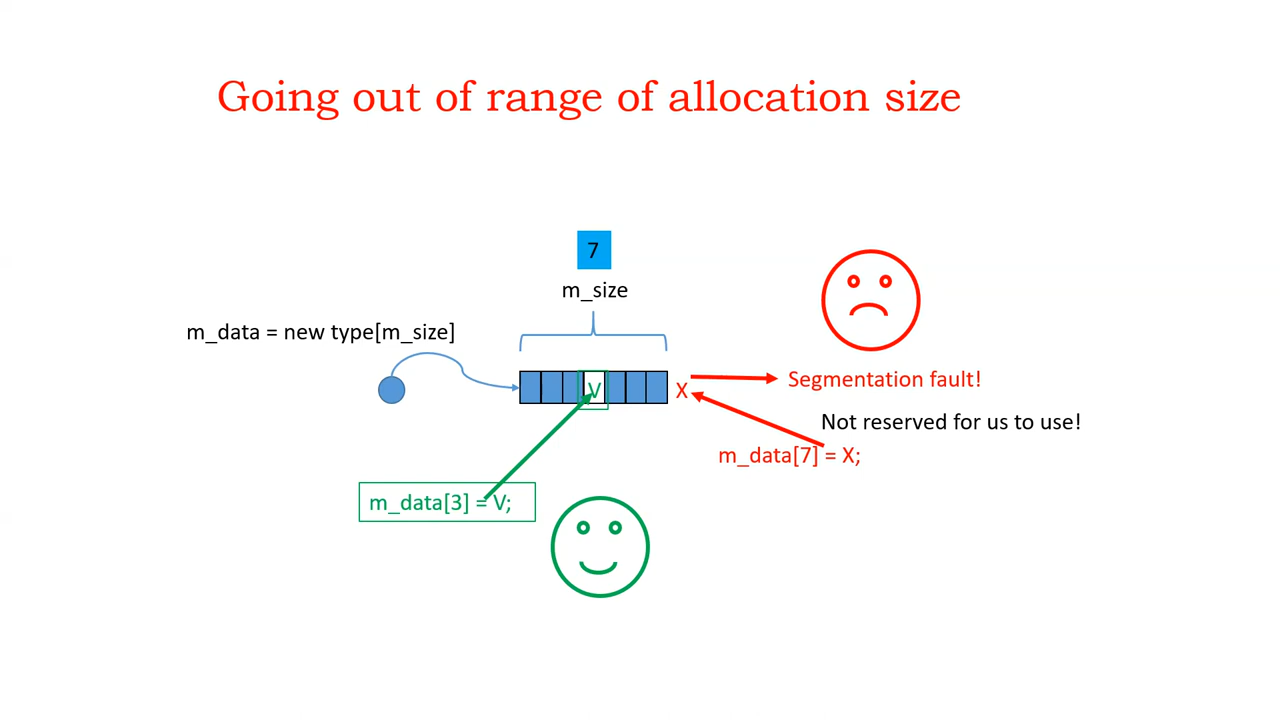 Going out of range of allocation size
7
m_size
m_data = new type[m_size]
V
X
Segmentation fault!
Not reserved for us to use!
m_data[7] = X;
m_data[3] = V;